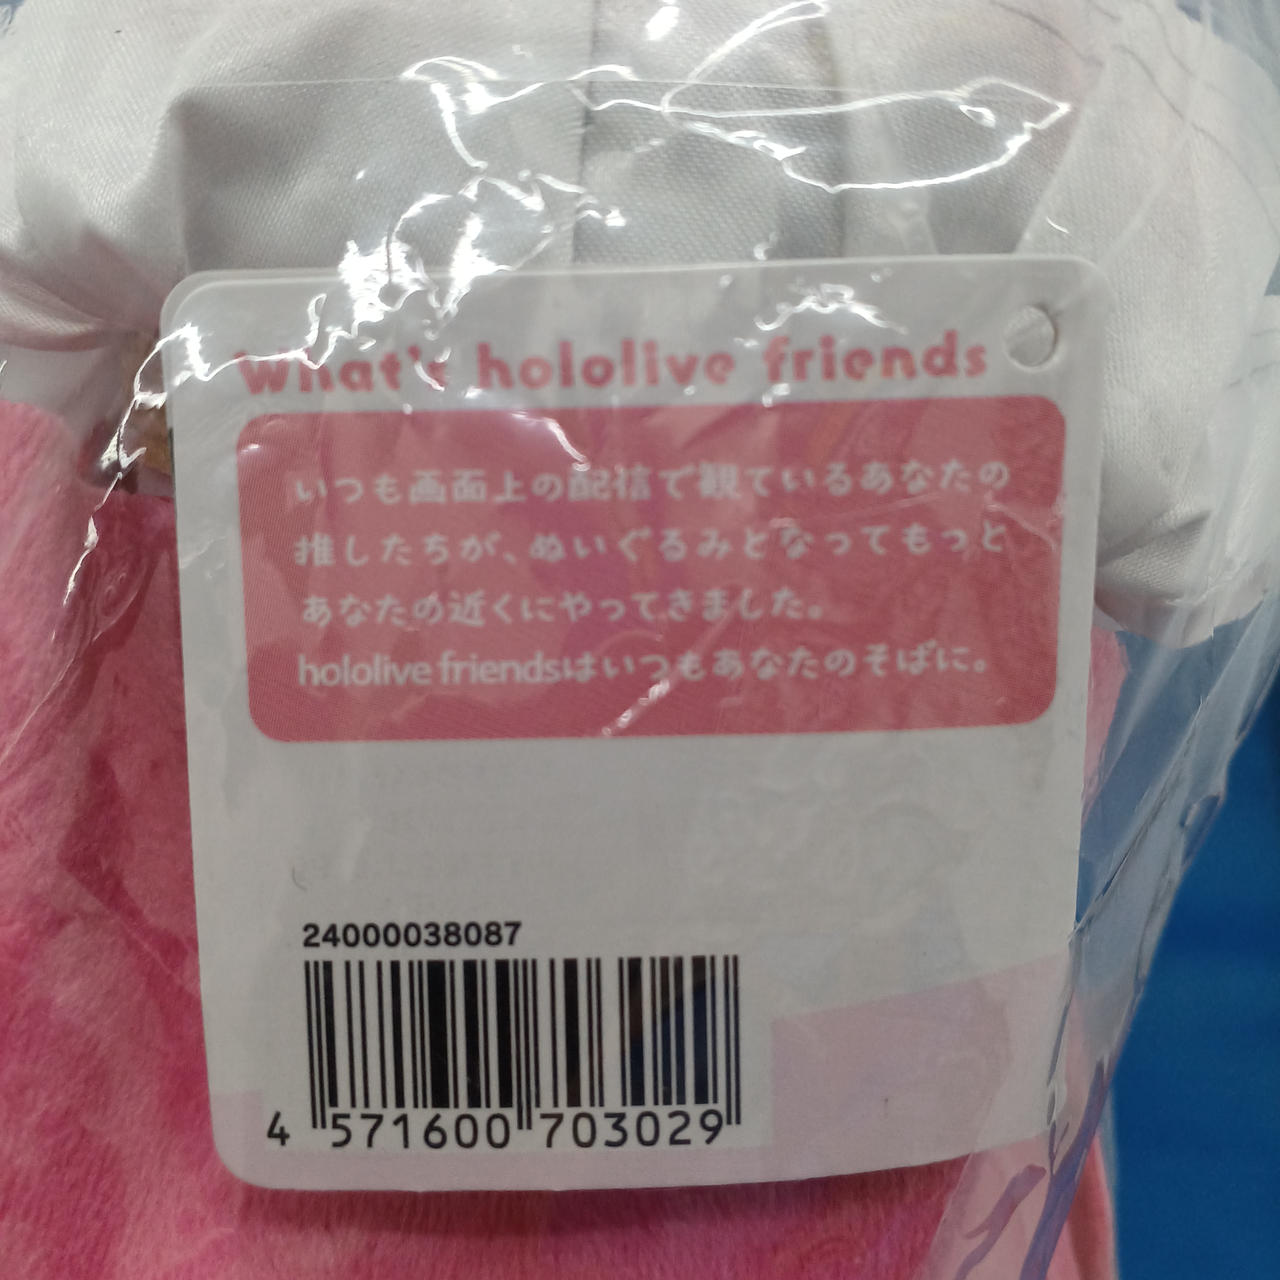 What's hololive friends
いつも画面上の配信で観ているあなたの
推したちが、ぬいぐるみとなってもっと
あなたの近くにやってきました。
hololive friendsはいつもあなたのそばに。
24000038087
4 571600 703029